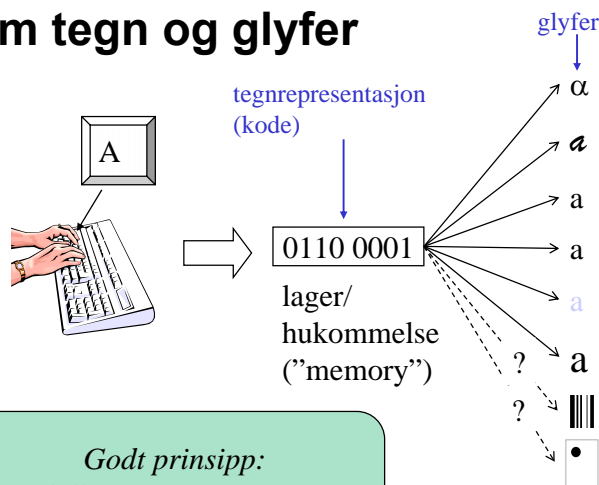 m tegn og glyfer
glyfer
tegnrepresentasjon
(kode)
A
0110 0001
lager/
hukommelse
(”memory”)
α
a
a
a
a
a
?
?
Godt prinsipp: